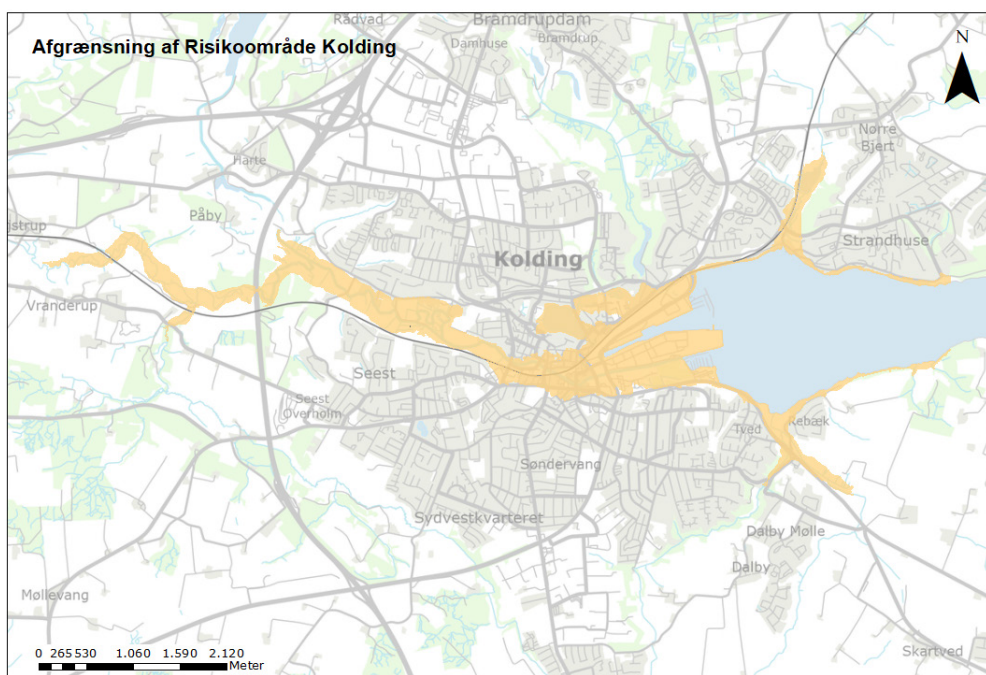 Rådvad
Bramdrupdam
Afgrænsning af Risikoområde Kolding
Damhuse
Bramdrup
N
Nørre
Bjert
Harte
Påby
Strandhuse
Kolding
Vranderup
Seest
Seest
Overholm
Tved
Rebæk
Søndervang
Sydvestkvarteret
Dalby Mølle
Dalby
Møllevang
Skartved
0 265 530 1.060 1.590 2.120
Meter